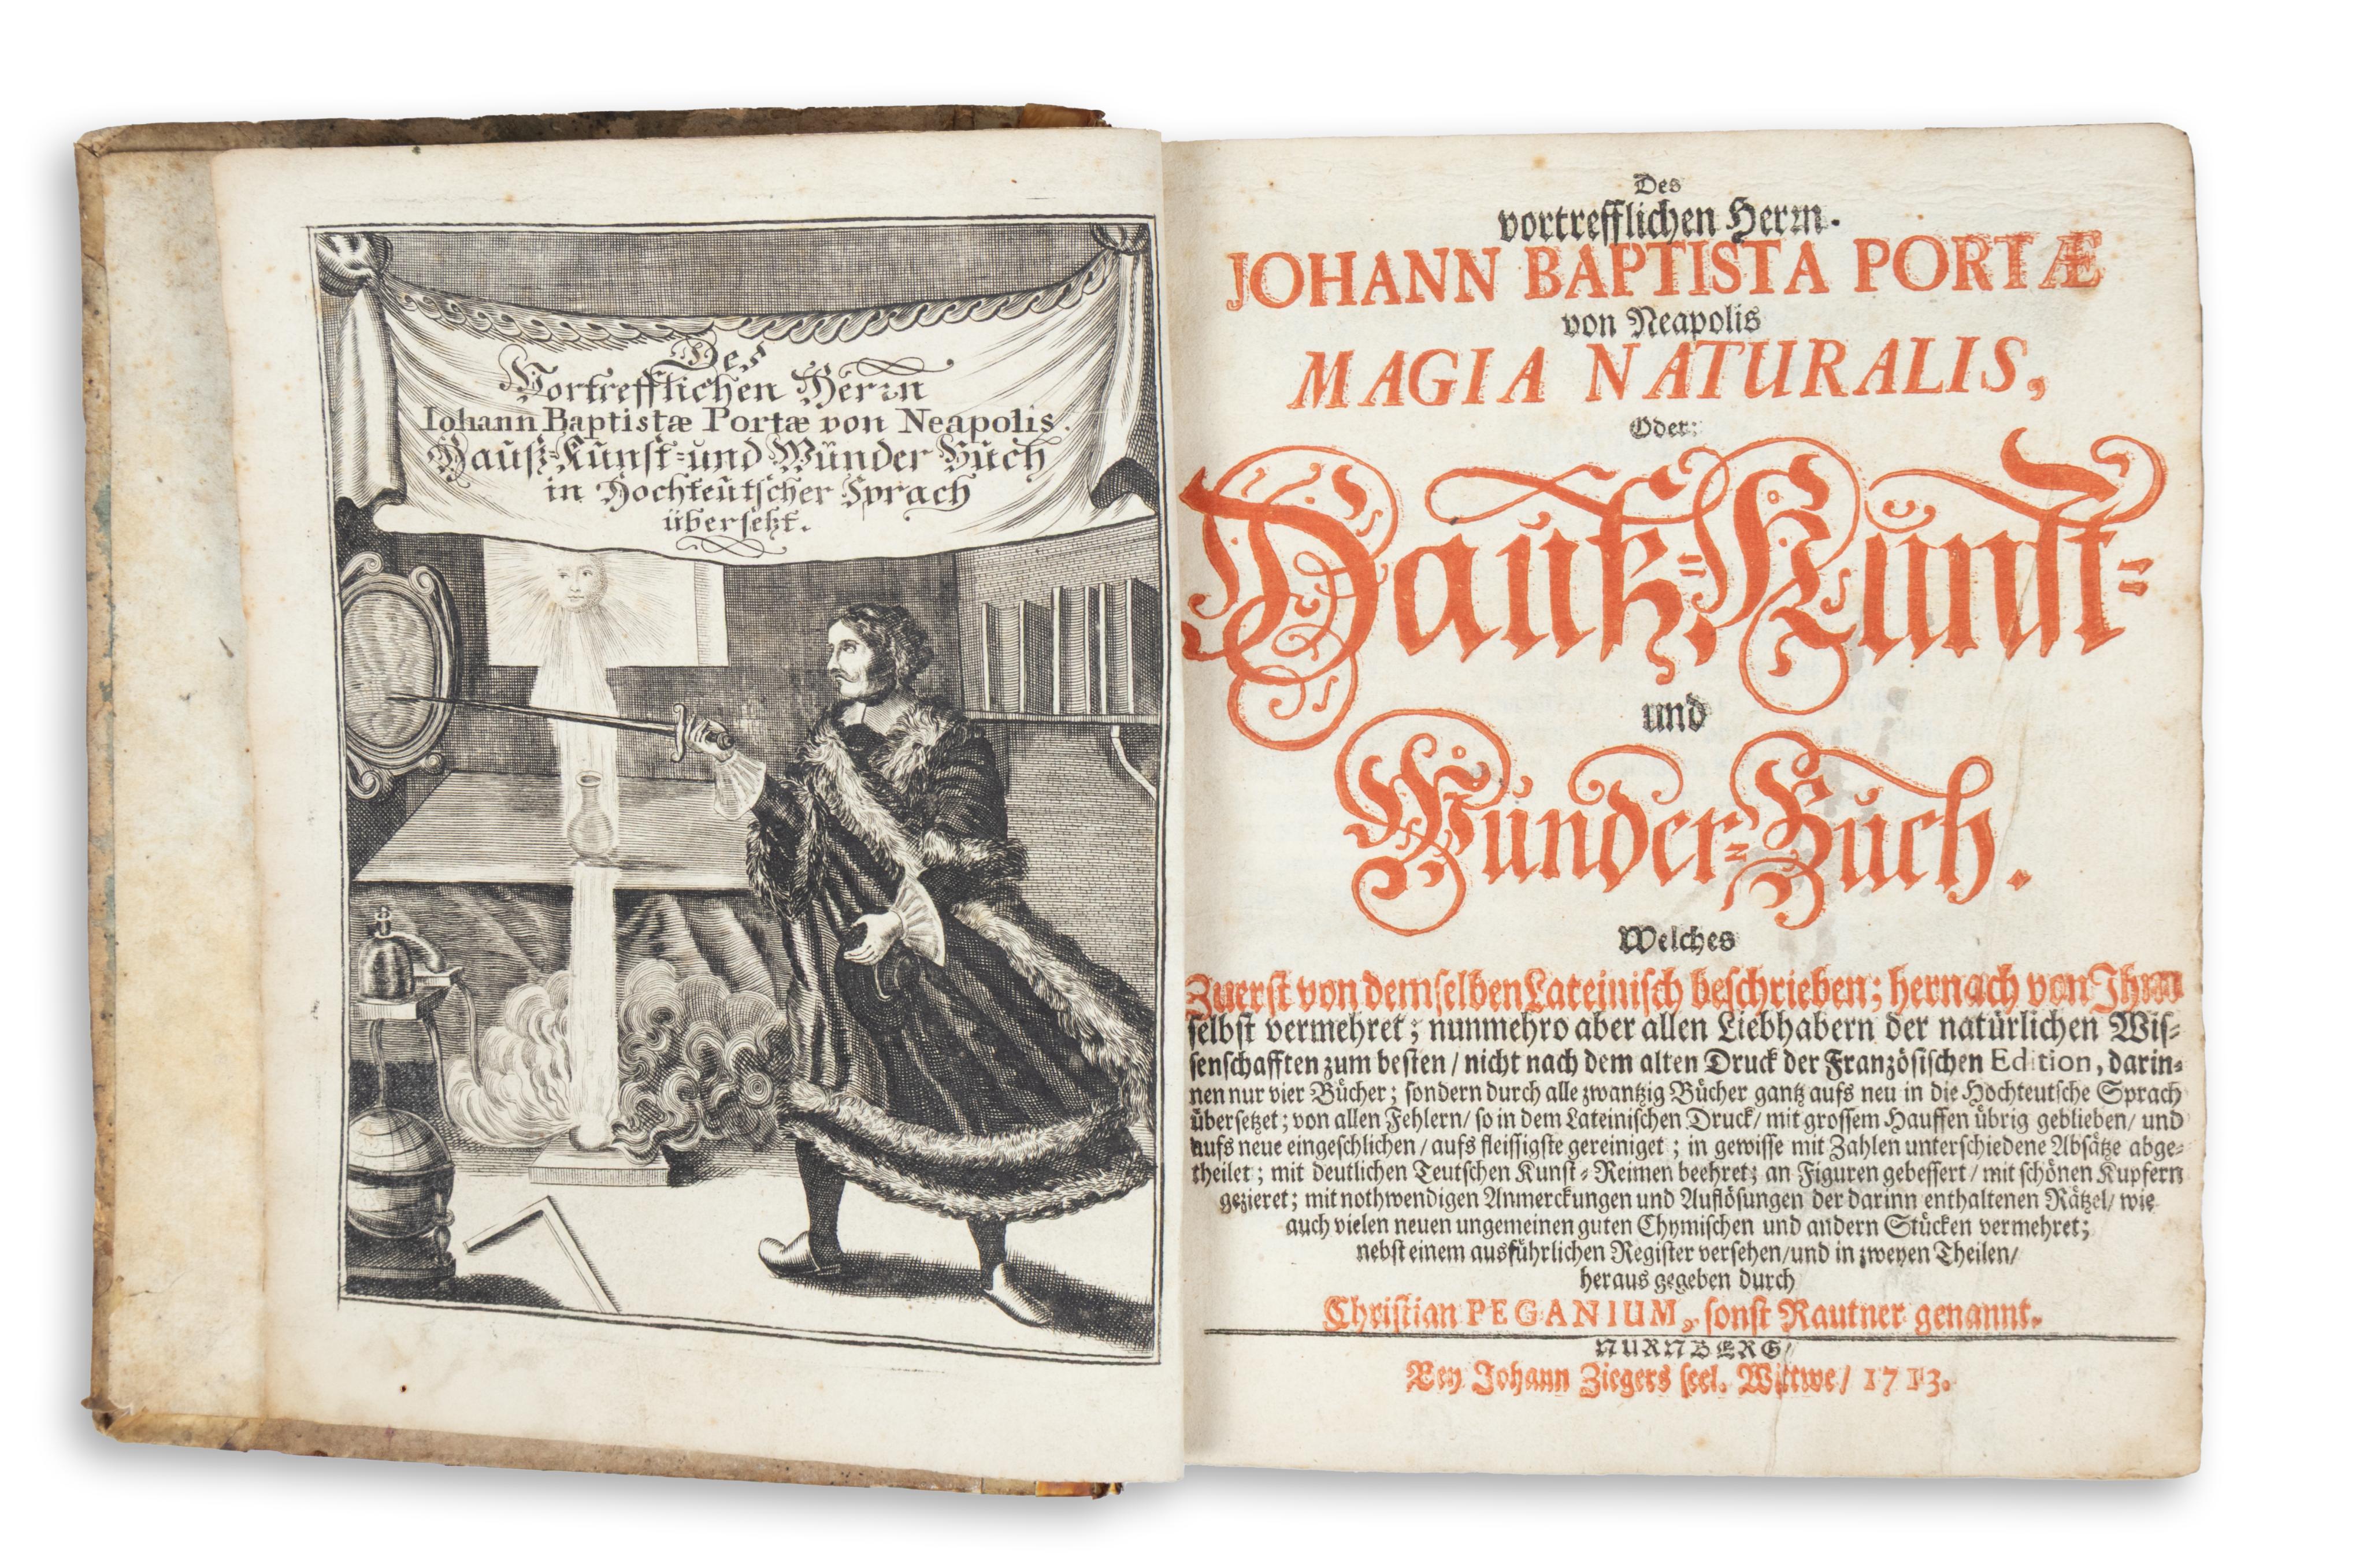 Des
Vortrefflichen Herrn
Iohann Baptistæ Portæ von Neapolis.
Hauß=Kunst=und Wunder Buch
in Hochteutscher Sprach
übersetzt.
Des
vortrefflichen Herrn.
JOHANN BAPTISTA PORTÆ
von Neapolis
MAGIA NATURALIS,
Oder:
Hauß=Kunst=
und
Wunder=Buch.
Welches
Zuerst von demselben Lateinisch beschrieben; hernach von Ihm
selbst vermehret; nunmehro aber allen Liebhabern der natürlichen Wis=
senschafften zum besten / nicht nach dem alten Druck der Französischen Edition, darin=
nen nur vier Bücher; sondern durch alle zwantzig Bücher gantz aufs neu in die Hochteutsche Sprach
übersetzet; von allen Fehlern / so in dem Lateinischen Druck / mit grossem Hauffen übrig geblieben / und
aufs neue eingeschlichen / aufs fleissigste gereiniget; in gewisse mit Zahlen unterschiedene Absätze abge=
theilet; mit deutlichen Teutschen Kunst=Reimen beehret; an Figuren gebessert / mit schönen Kupfern
gezieret; mit nothwendigen Anmerckungen und Auflösungen der darinn enthaltenen Rätzel / wie
auch vielen neuen ungemeinen guten Chymischen und andern Stücken vermehret;
nebst einem ausführlichen Register versehen / und in zweyen Theilen /
heraus gegeben durch
Christian PEGANIUM, sonst Rautner genannt.
NURNBERG /
Bey Johann Ziegers seel. Wittwe / 1713.